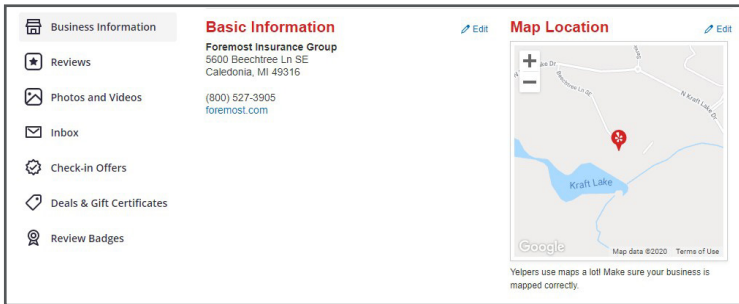 Business Information
Reviews
Photos and Videos
Inbox
Check-in Offers
Deals & Gift Certificates
Review Badges
Basic Information
Edit
Foremost Insurance Group
5600 Beechtree Ln SE
Caledonia, MI 49316
(800) 527-3905
foremost.com
Map Location
Edit
Beechtree Ln SE
N Kraft Lake Dr
Kraft Lake
Google
Map data ©2020 Terms of Use
Yelpers use maps a lot! Make sure your business is
mapped correctly.